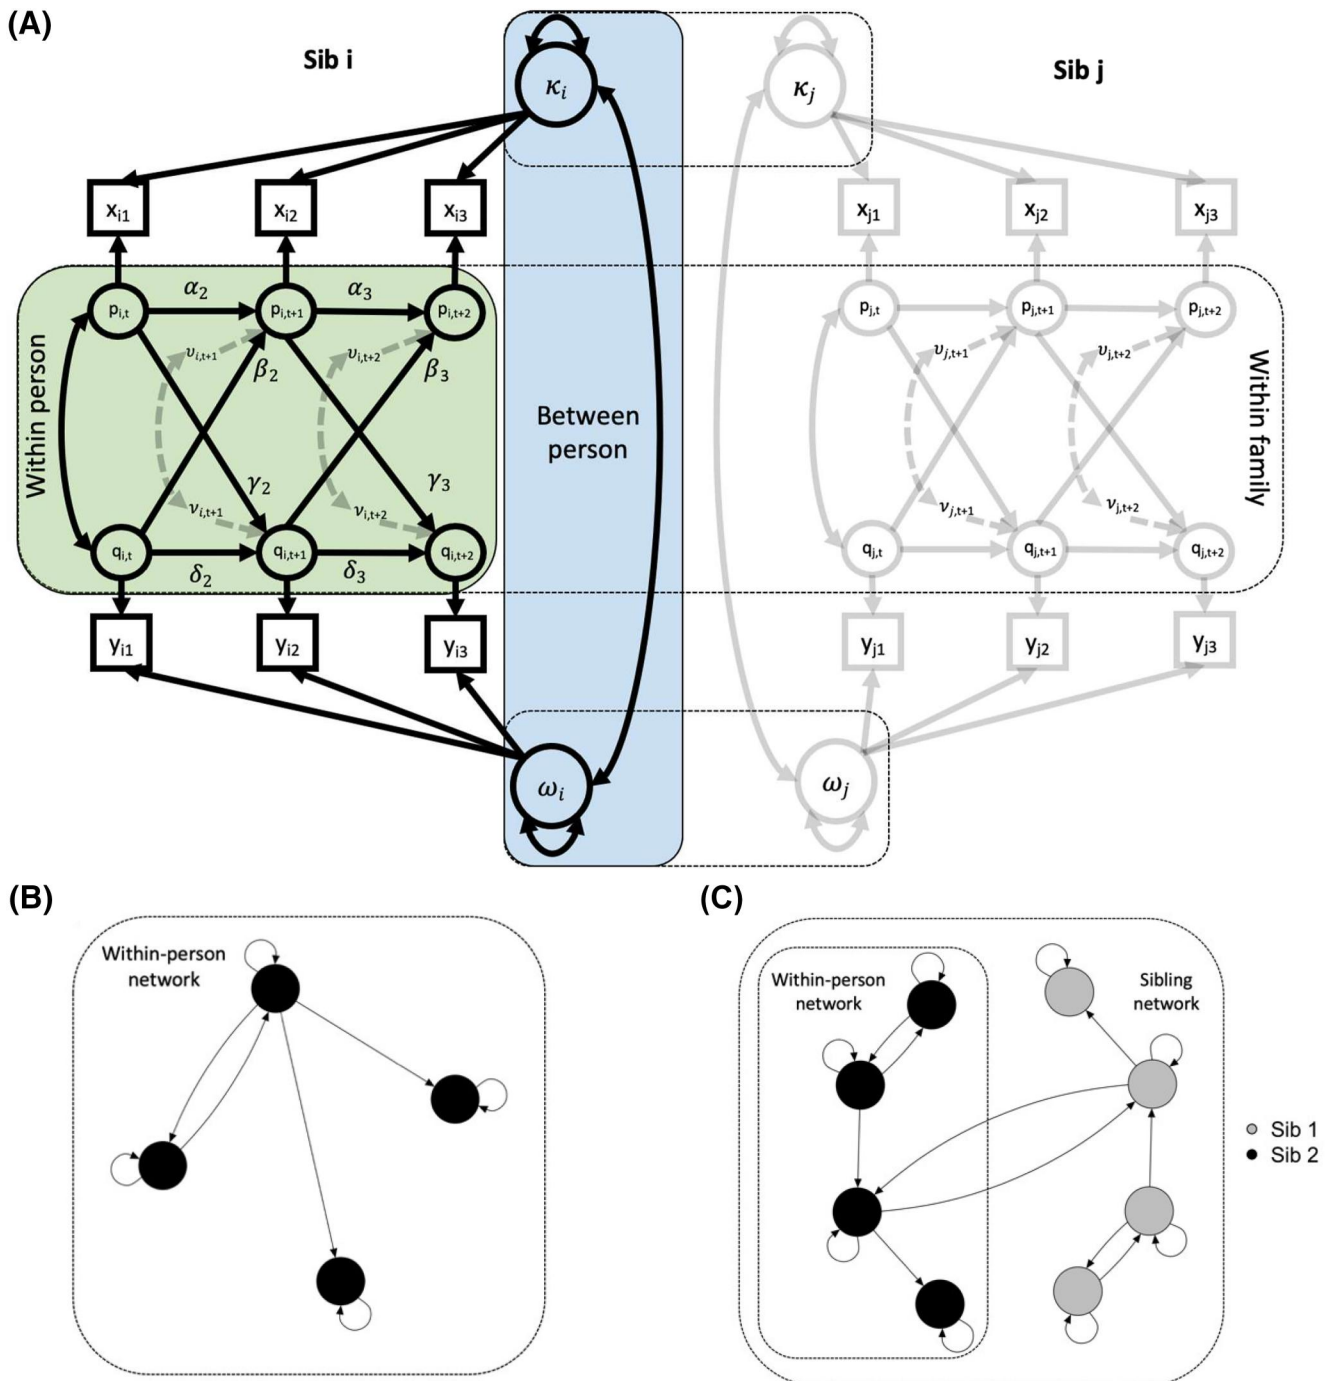 (A)
Sib i
Sib j
κi
κj
xi1
xi2
xi3
xj1
xj2
xj3
α2
α3
pi,t
pi,t+1
pi,t+2
pj,t
pj,t+1
pj,t+2
υi,t+1
υi,t+2
υj,t+1
υj,t+2
β2
β3
Within person
Between
person
Within family
γ2
γ3
νi,t+1
νi,t+2
νj,t+1
νj,t+2
qi,t
qi,t+1
qi,t+2
qj,t
qj,t+1
qj,t+2
δ2
δ3
yi1
yi2
yi3
yj1
yj2
yj3
ωi
ωj
(B)
(C)
Within-person
network
Within-person
network
Sibling
network
Sib 1
Sib 2